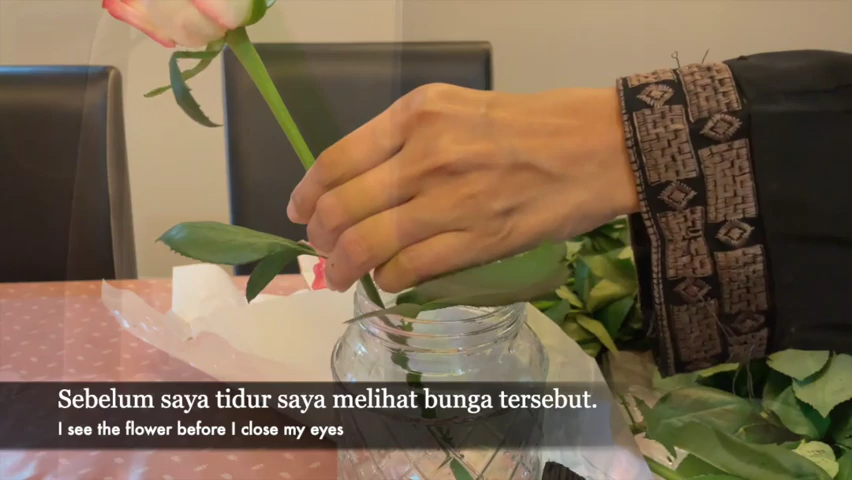 Sebelum saya tidur saya melihat bunga tersebut.
I see the flower before I close my eyes